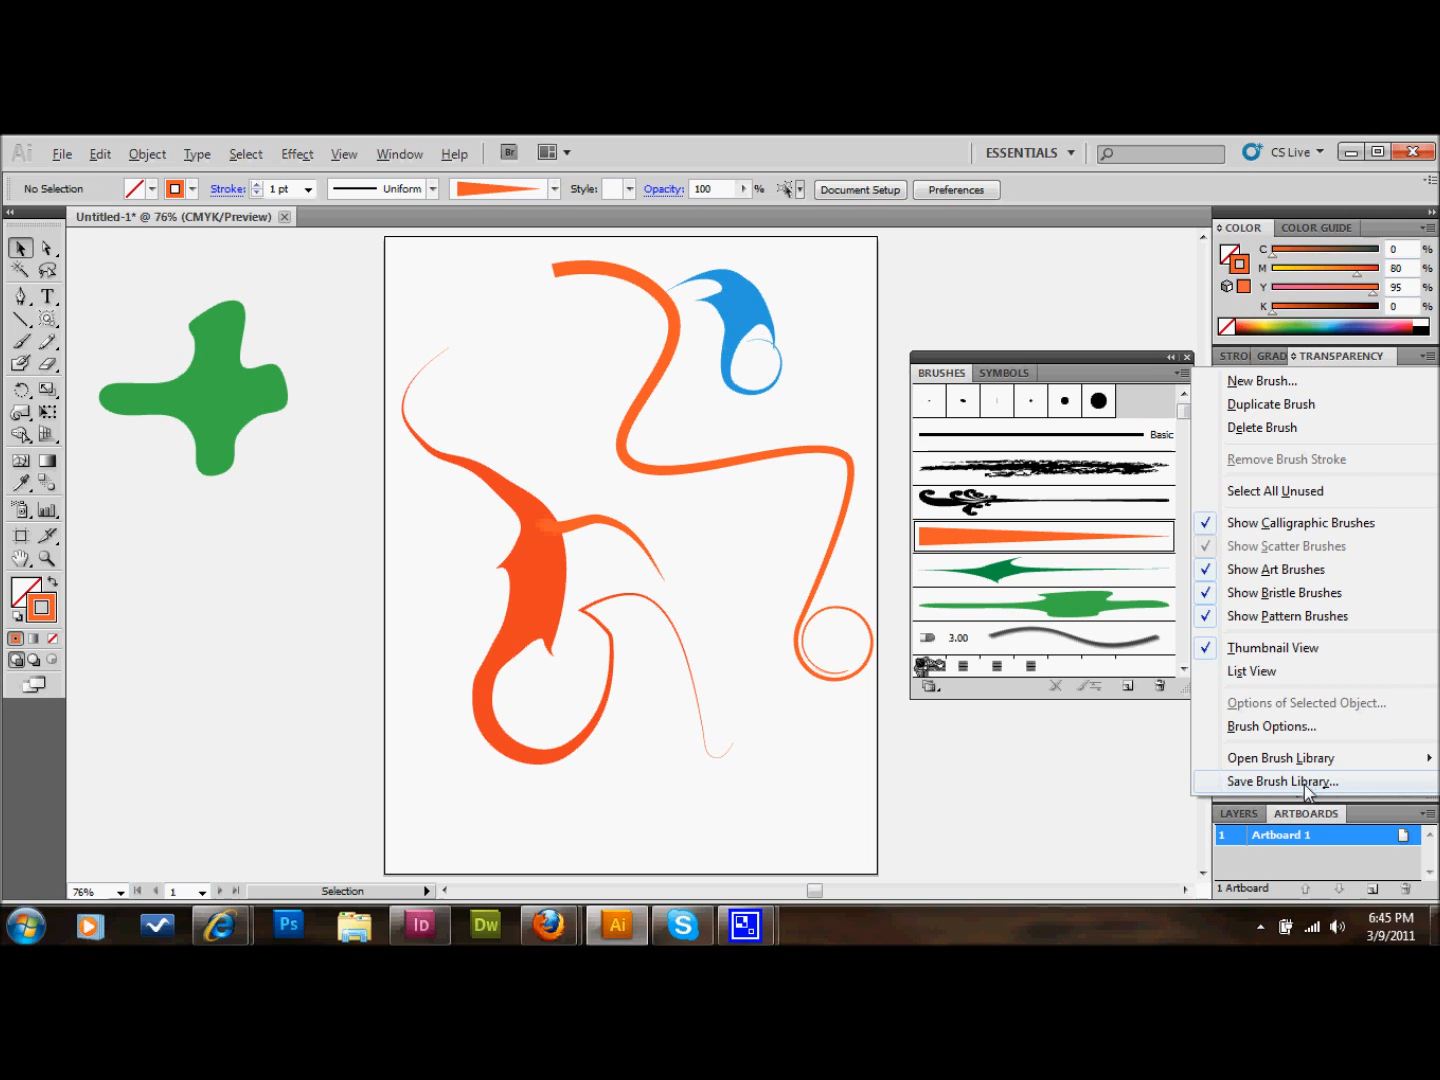 Ai File Edit Object Type Select Effect View Window Help Br ESSENTIALS CS Live
No Selection Stroke: 1 pt Uniform Style: Opacity: 100 % Document Setup Preferences
Untitled-1* @ 76% (CMYK/Preview)
COLOR COLOR GUIDE
C 0 %
M 80 %
Y 95 %
K 0 %
STRO GRAD TRANSPARENCY
BRUSHES SYMBOLS
Basic
3.00
New Brush...
Duplicate Brush
Delete Brush
Remove Brush Stroke
Select All Unused
Show Calligraphic Brushes
Show Scatter Brushes
Show Art Brushes
Show Bristle Brushes
Show Pattern Brushes
Thumbnail View
List View
Options of Selected Object...
Brush Options...
Open Brush Library
Save Brush Library...
LAYERS ARTBOARDS
1 Artboard 1
1 Artboard
76% 1 Selection
Ps Id Dw Ai S
6:45 PM
3/9/2011